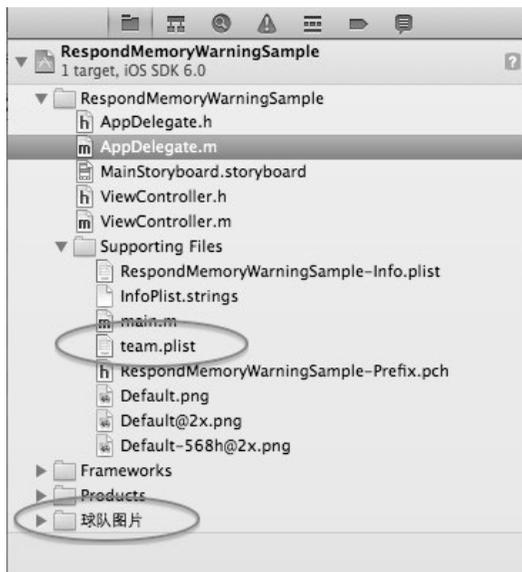 RespondMemoryWarningSample
1 target, iOS SDK 6.0
?
RespondMemoryWarningSample
h AppDelegate.h
m AppDelegate.m
MainStoryboard.storyboard
h ViewController.h
m ViewController.m
Supporting Files
RespondMemoryWarningSample-Info.plist
InfoPlist.strings
m main.m
team.plist
h RespondMemoryWarningSample-Prefix.pch
Default.png
Default@2x.png
Default-568h@2x.png
Frameworks
Products
球队图片